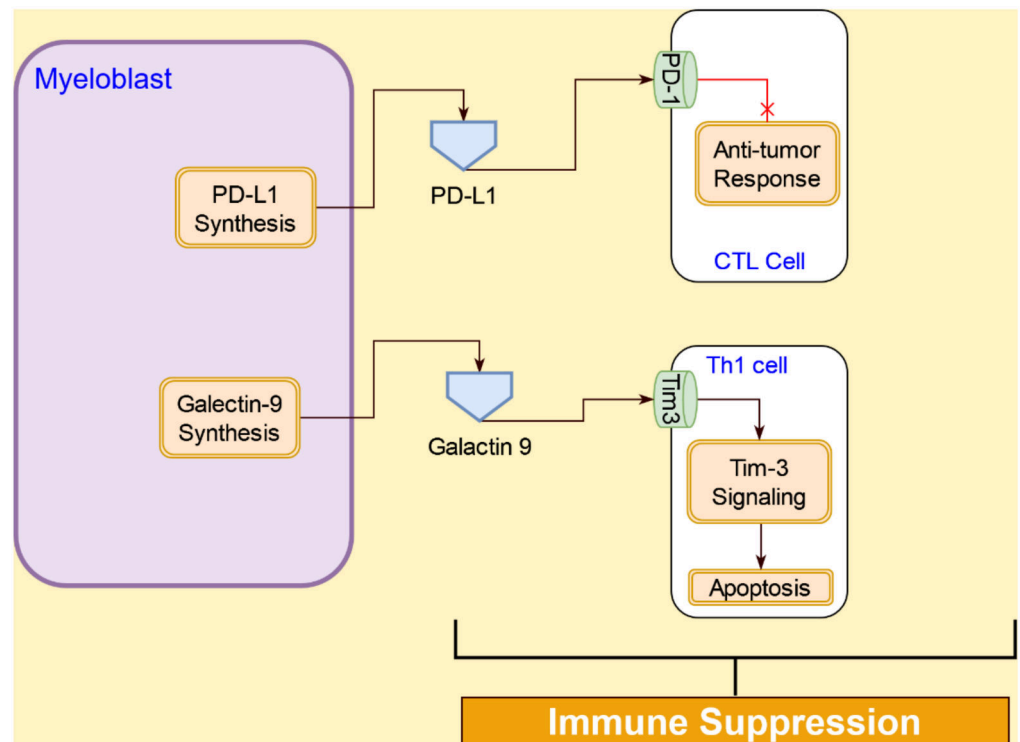 Myeloblast
PD-L1
Synthesis
PD-L1
PD-1
Anti-tumor
Response
CTL Cell
Galectin-9
Synthesis
Galactin 9
Th1 cell
Tim3
Tim-3
Signaling
Apoptosis
Immune Suppression